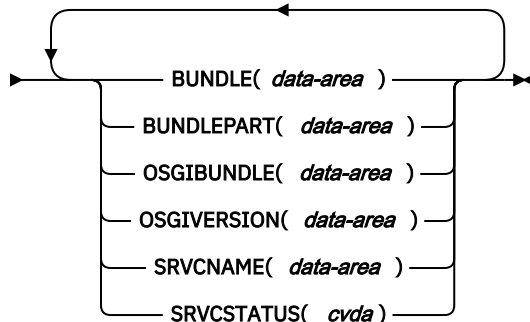 BUNDLE( data-area )
BUNDLEPART( data-area )
OSGIBUNDLE( data-area )
OSGIVERSION( data-area )
SRVCNAME( data-area )
SRVCSTATUS( cvda )